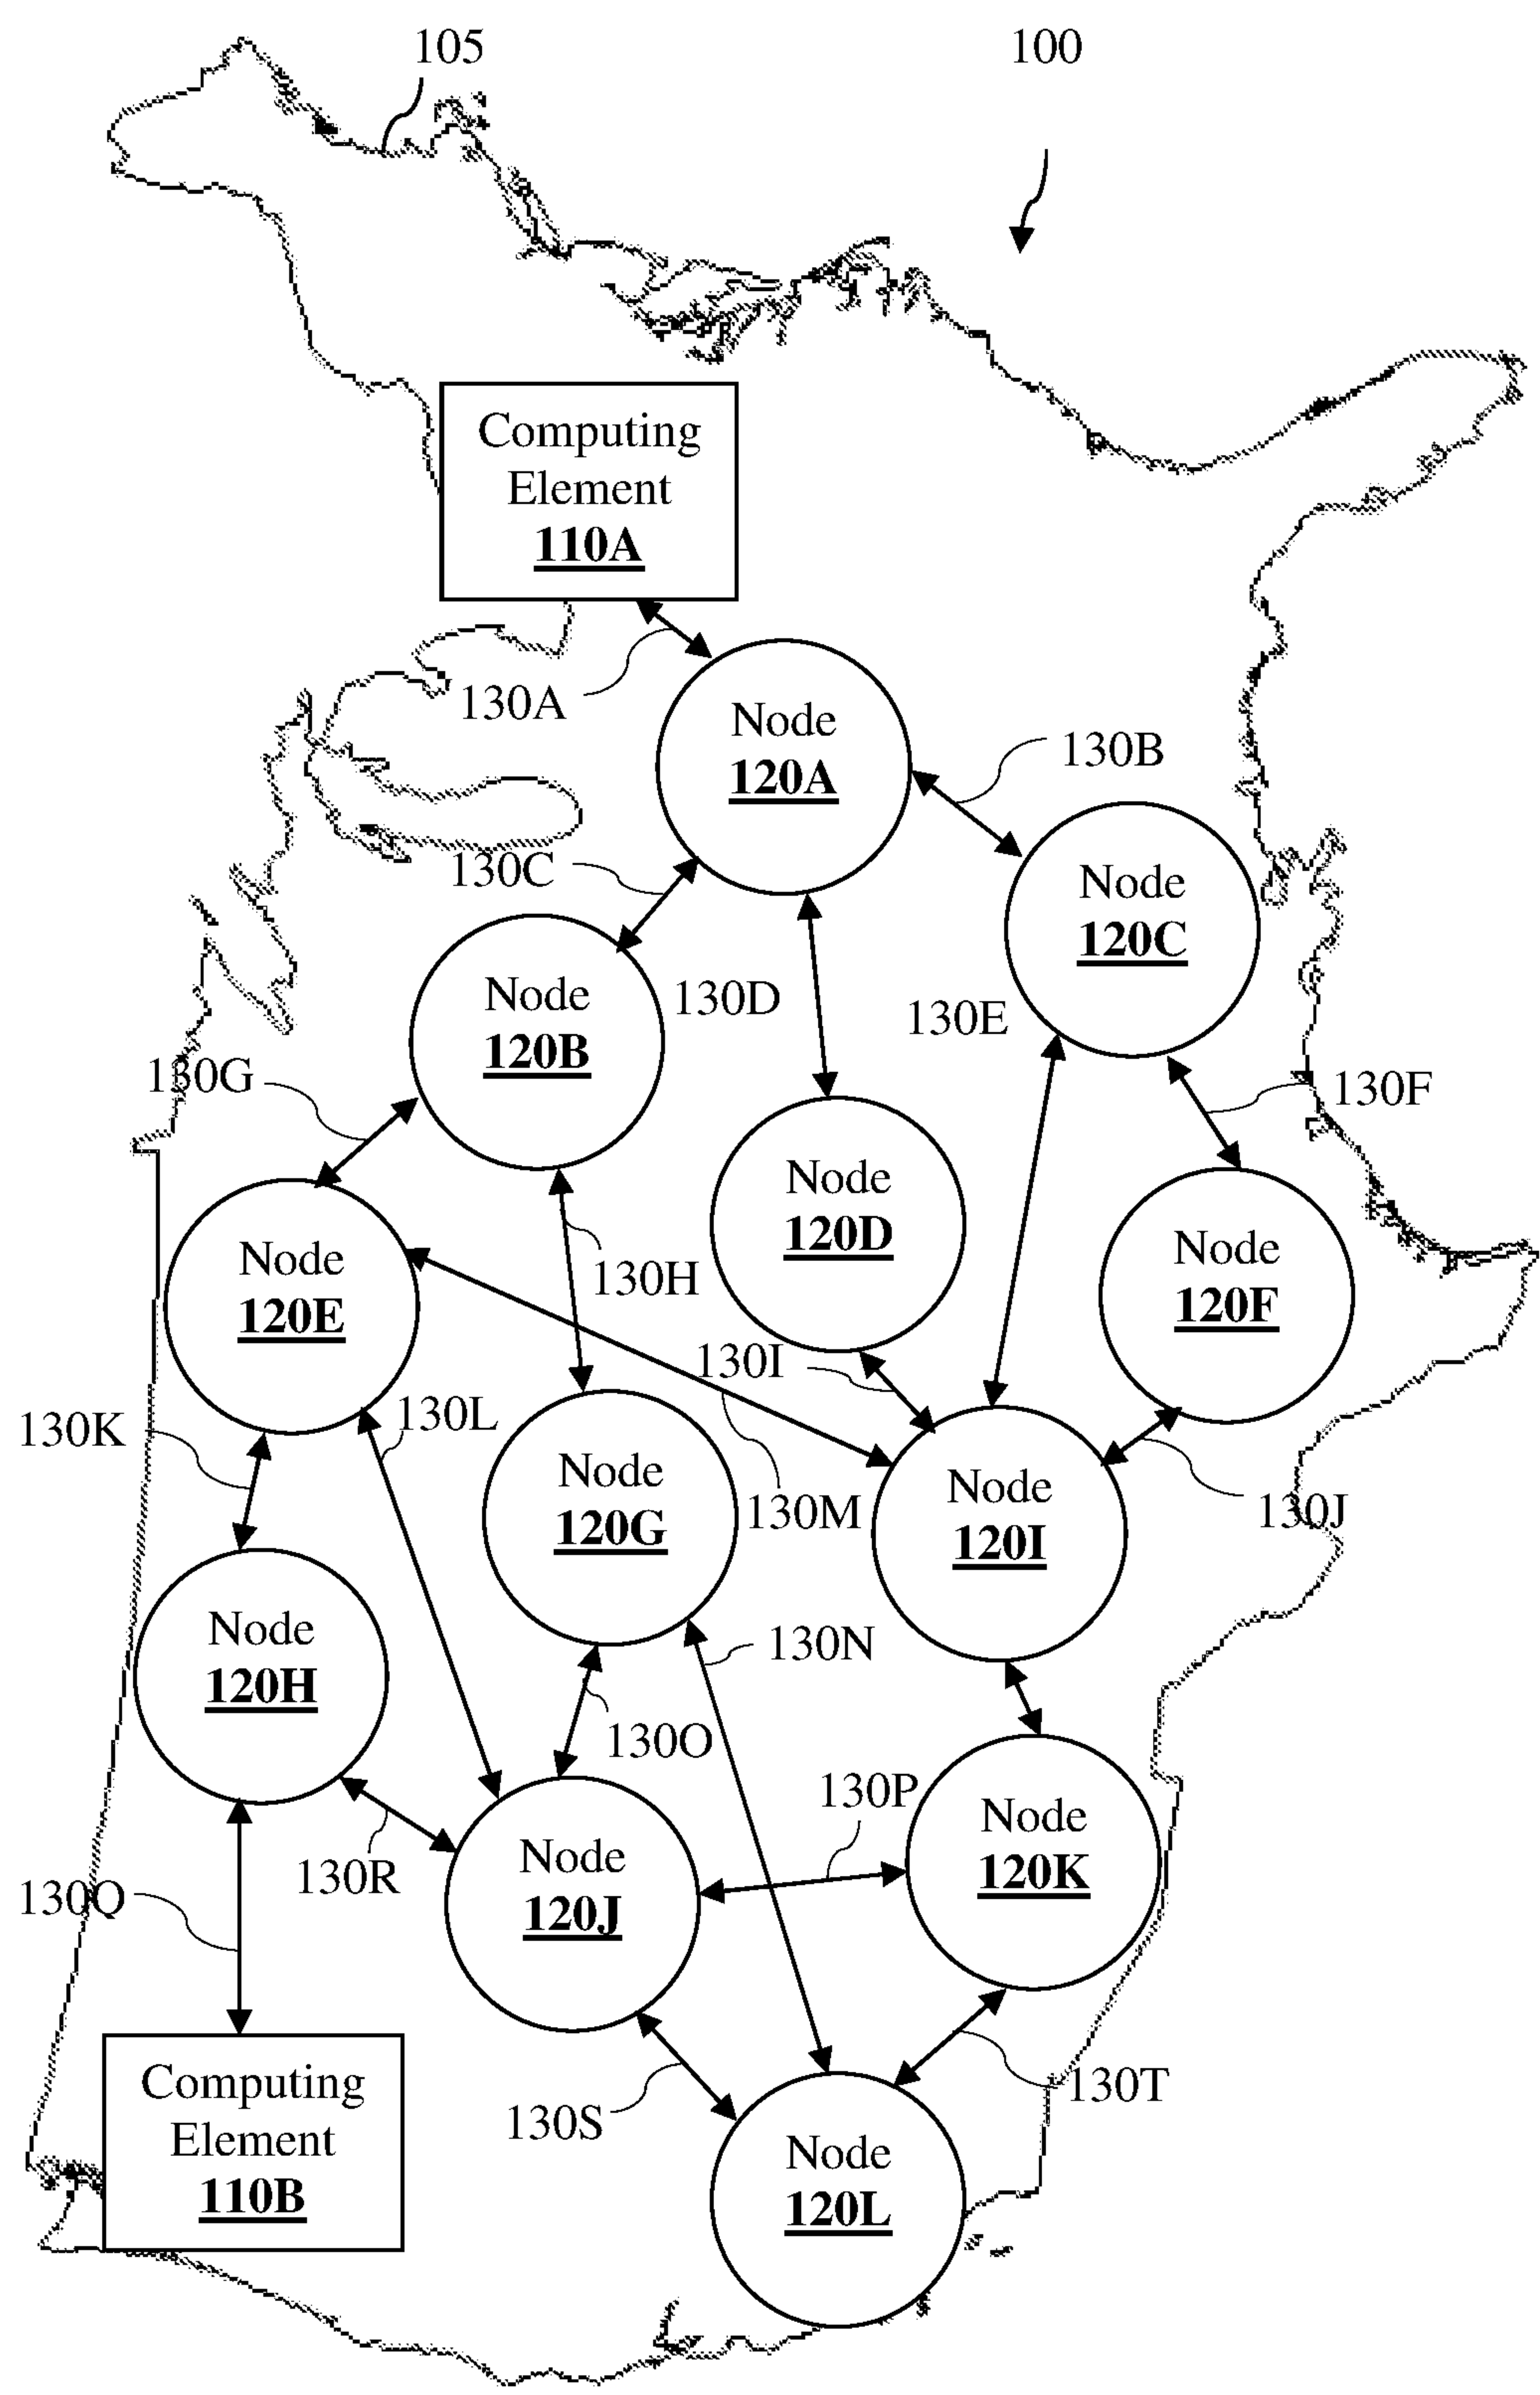 105
100
Computing
Element
110A
130A
Node
120A
130B
130C
Node
120C
Node
120B
130D
130E
130G
130F
Node
120D
Node
120E
130H
Node
120F
130I
130K
130L
Node
120G
130M
Node
120I
130J
Node
120H
130N
130O
130P
Node
120K
130R
Node
120J
130Q
Computing
Element
110B
130S
130T
Node
120L